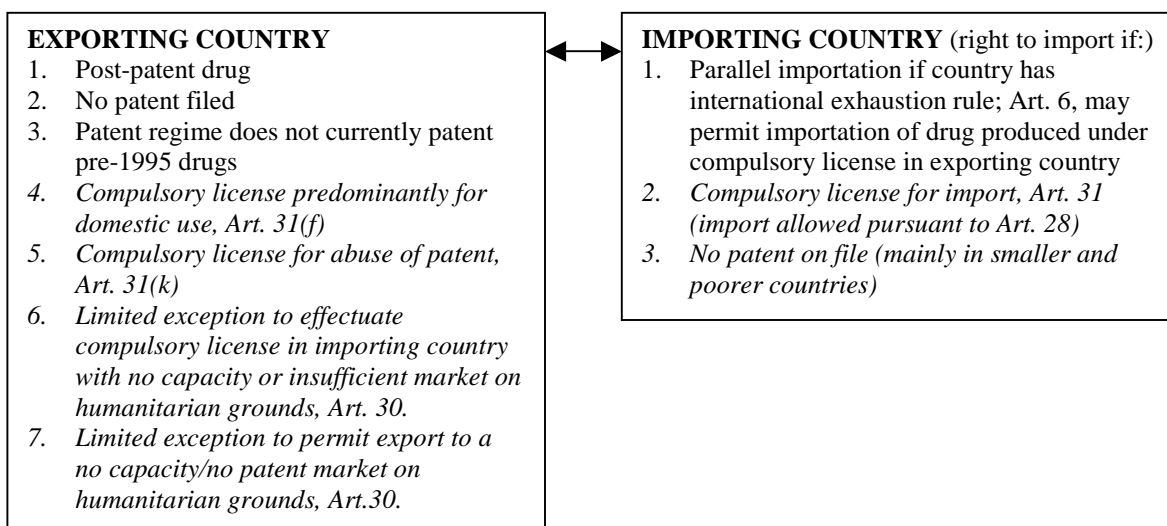 EXPORTING COUNTRY
1. Post-patent drug
2. No patent filed
3. Patent regime does not currently patent
pre-1995 drugs
4. Compulsory license predominantly for
domestic use, Art. 31(f)
5. Compulsory license for abuse of patent,
Art. 31(k)
6. Limited exception to effectuate
compulsory license in importing country
with no capacity or insufficient market on
humanitarian grounds, Art. 30.
7. Limited exception to permit export to a
no capacity/no patent market on
humanitarian grounds, Art.30.
IMPORTING COUNTRY (right to import if:)
1. Parallel importation if country has
international exhaustion rule; Art. 6, may
permit importation of drug produced under
compulsory license in exporting country
2. Compulsory license for import, Art. 31
(import allowed pursuant to Art. 28)
3. No patent on file (mainly in smaller and
poorer countries)